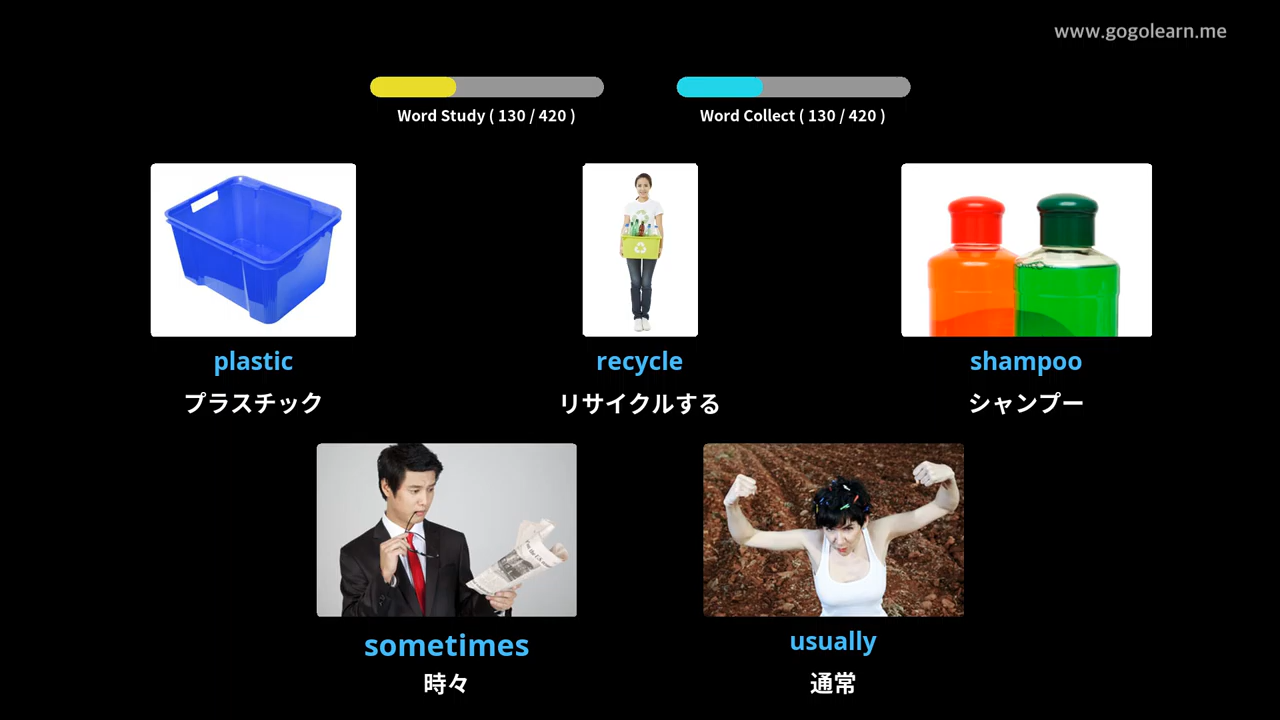 www.gogolearn.me
Word Study ( 130 / 420 )
Word Collect ( 130 / 420 )
plastic
recycle
shampoo
プラスチック
リサイクルする
シャンプー
sometimes
usually
時々
通常